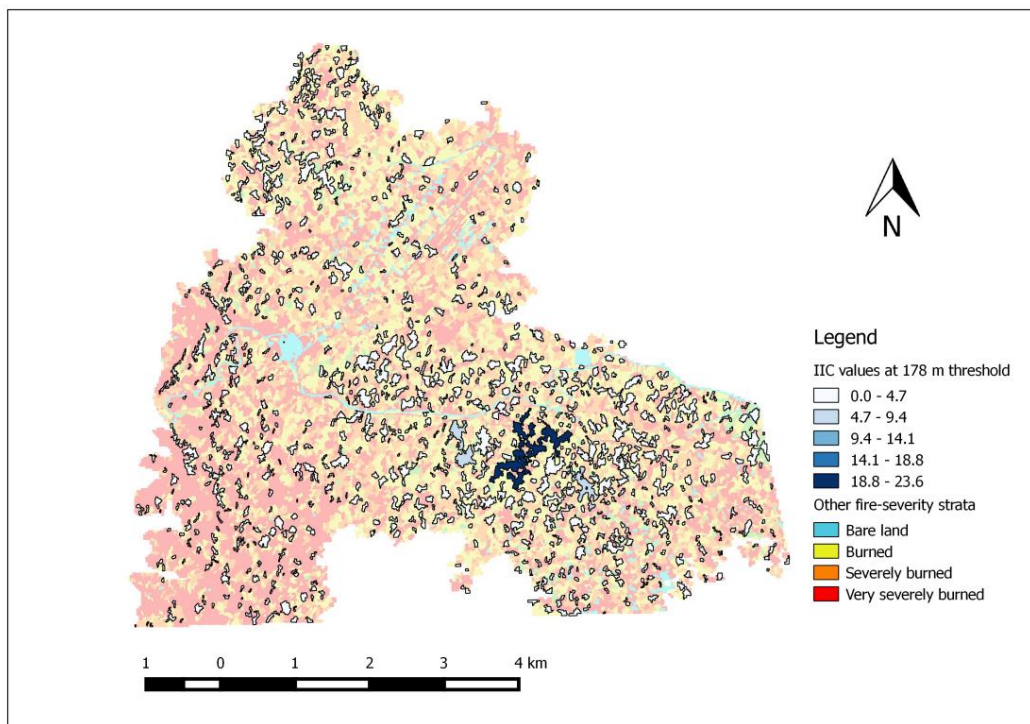 N
Legend
IIC values at 178 m threshold
0.0 - 4.7
4.7 - 9.4
9.4 - 14.1
14.1 - 18.8
18.8 - 23.6
Other fire-severity strata
Bare land
Burned
Severely burned
Very severely burned
1 0 1 2 3 4 km